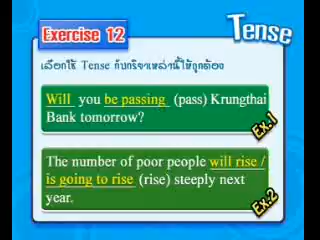 Exercise 12
Tense
เลือกใช้ Tense กับกริยาเหล่านี้ให้ถูกต้อง
Will you be passing (pass) Krungthai
Bank tomorrow?
Ex.1
The number of poor people will rise /
is going to rise (rise) steeply next
year.
Ex.2